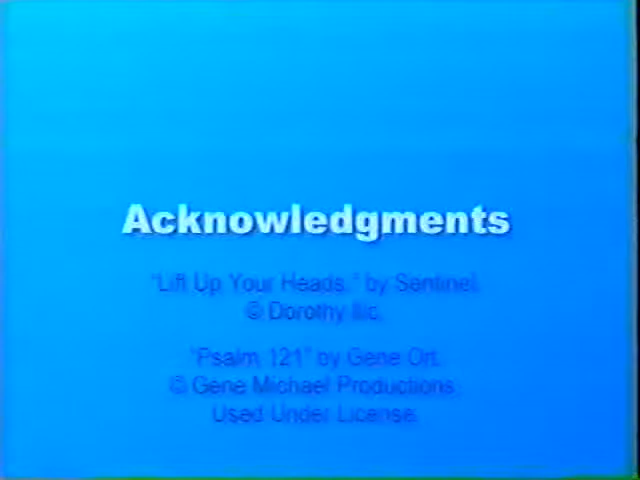 Acknowledgments
"Lift Up Your Heads," by Sentinel.
© Dorothy
"Psalm 121" by Gene Ort.
© Gene Michael Productions.
Used Under License.